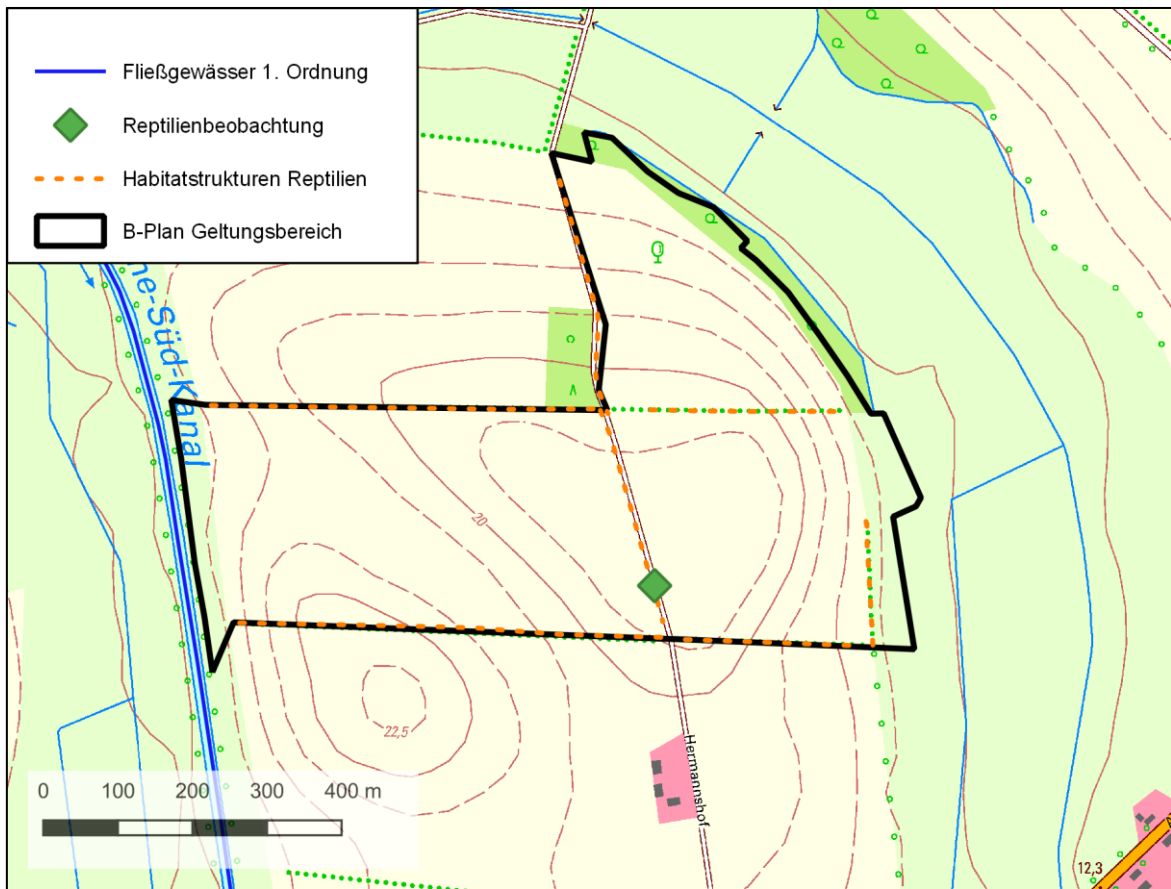 Fließgewässer 1. Ordnung
Reptilienbeobachtung
Habitatstrukturen Reptilien
B-Plan Geltungsbereich
ne-Süd-Kanal
20
22,5
Hermannshof
0 100 200 300 400 m
12,3